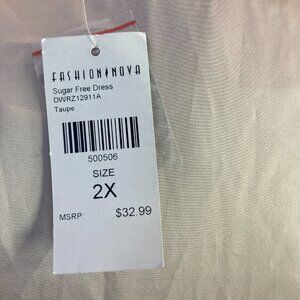 FASHION NOVA
Sugar Free Dress
DWRZ12911A
Taupe
500506
SIZE
2X
MSRP: $32.99